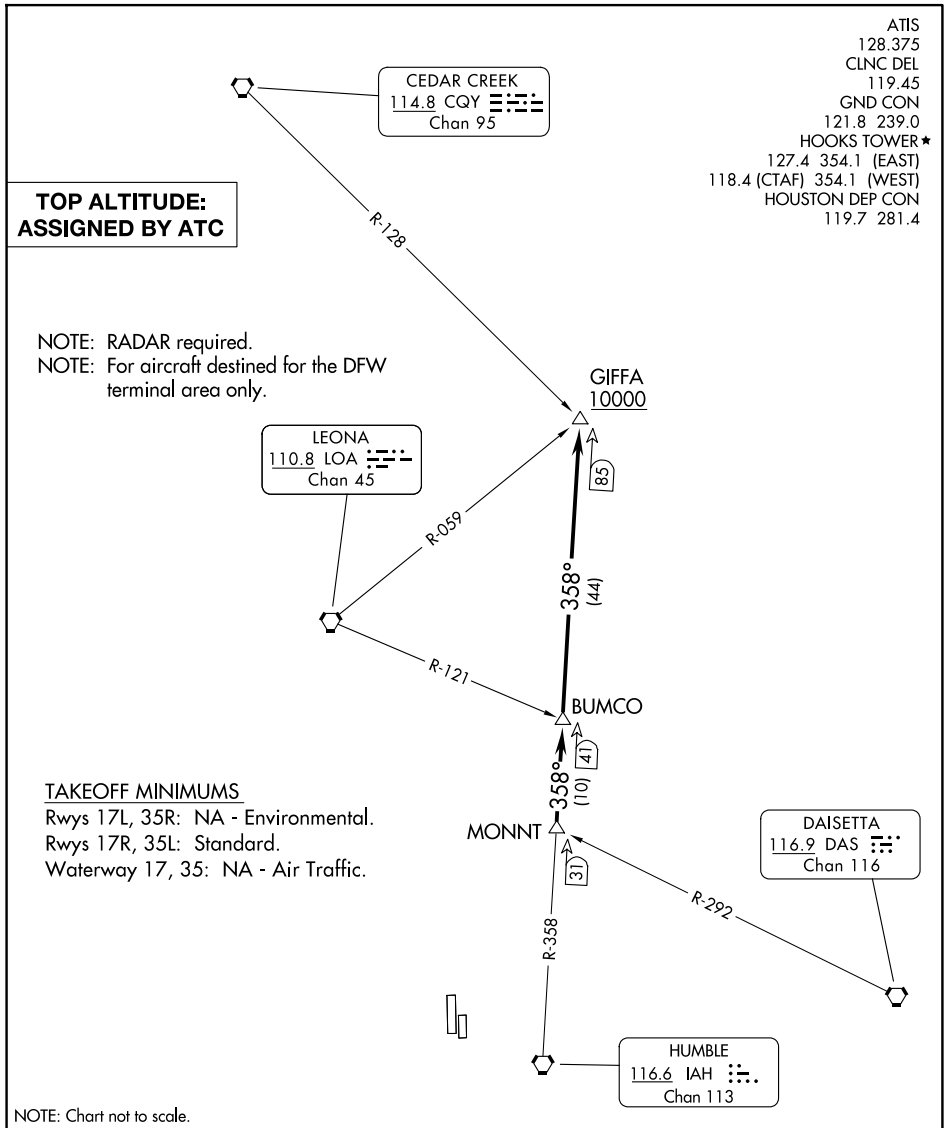 ATIS
128.375
CLNC DEL
119.45
GND CON
121.8 239.0
HOOKS TOWER★
127.4 354.1 (EAST)
118.4 (CTAF) 354.1 (WEST)
HOUSTON DEP CON
119.7 281.4
CEDAR CREEK
114.8 CQY
Chan 95
TOP ALTITUDE:
ASSIGNED BY ATC
R-128
NOTE: RADAR required.
NOTE: For aircraft destined for the DFW
terminal area only.
GIFFA
10000
LEONA
110.8 LOA
Chan 45
85
R-059
358°
(44)
R-121
BUMCO
41
358°
(10)
TAKEOFF MINIMUMS
Rwys 17L, 35R: NA - Environmental.
Rwys 17R, 35L: Standard.
Waterway 17, 35: NA - Air Traffic.
MONNT
31
DAISETTA
116.9 DAS
Chan 116
R-292
R-358
HUMBLE
116.6 IAH
Chan 113
NOTE: Chart not to scale.